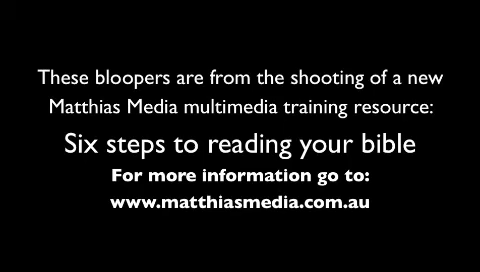 These bloopers are from the shooting of a new
Matthias Media multimedia training resource:
Six steps to reading your bible
For more information go to:
www.matthiasmedia.com.au